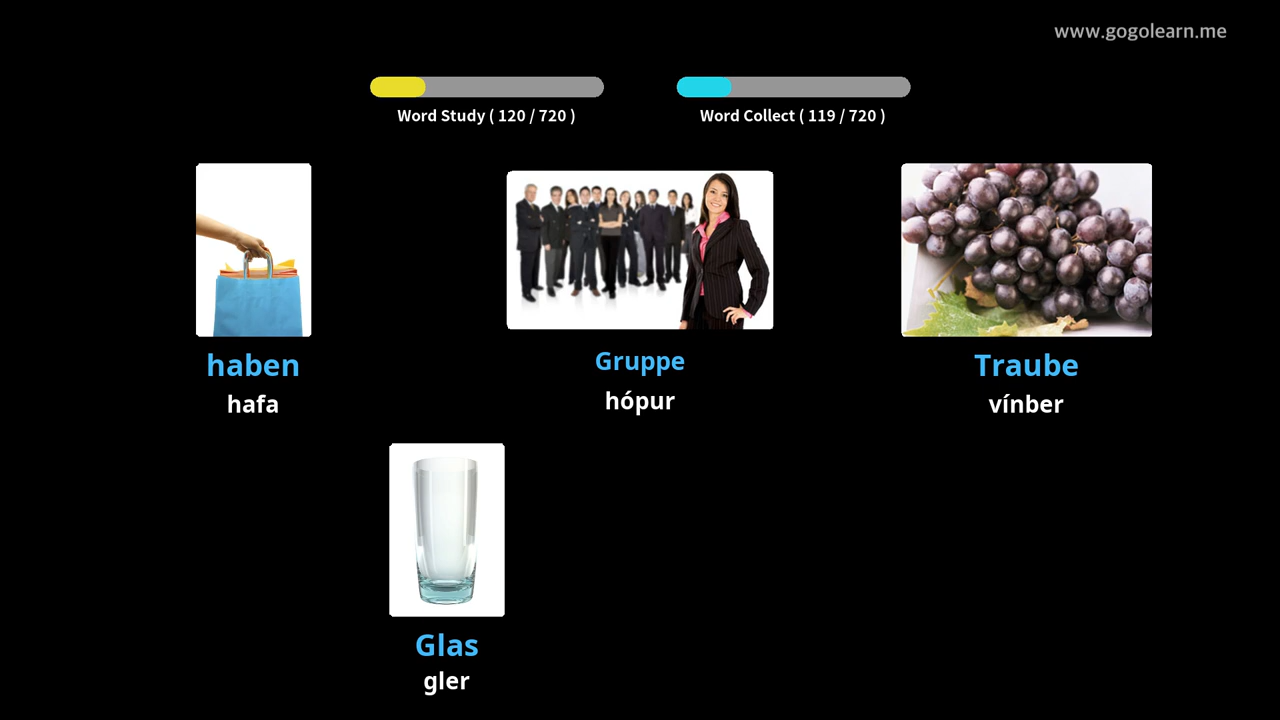 www.gogolearn.me
Word Study ( 120 / 720 )
Word Collect ( 119 / 720 )
haben
hafa
Gruppe
hópur
Traube
vínber
Glas
gler